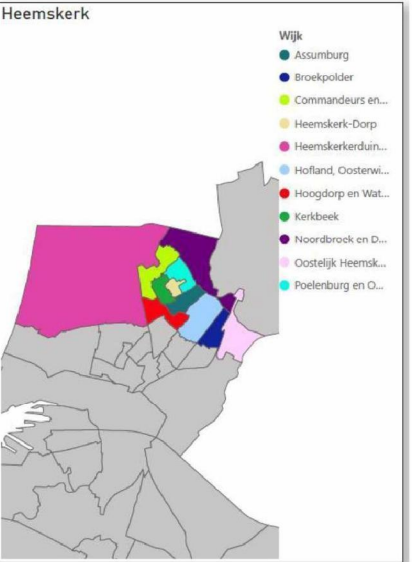 Heemskerk
Wijk
Assumburg
Broekpolder
Commandeurs en...
Heemskerk-Dorp
Heemskerkerduin...
Hofland, Oosterwi...
Hoogdorp en Wat...
Kerkbeek
Noordbroek en D...
Oostelijk Heemsk...
Poelenburg en O...